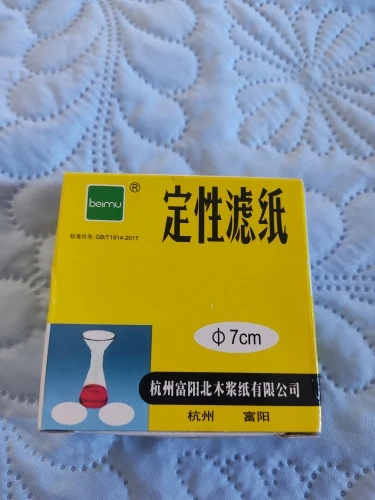 beimu ®
定性滤纸
标准代号: GB/T1914-2017
Φ7cm
杭州富阳北木浆纸有限公司
杭州 富阳